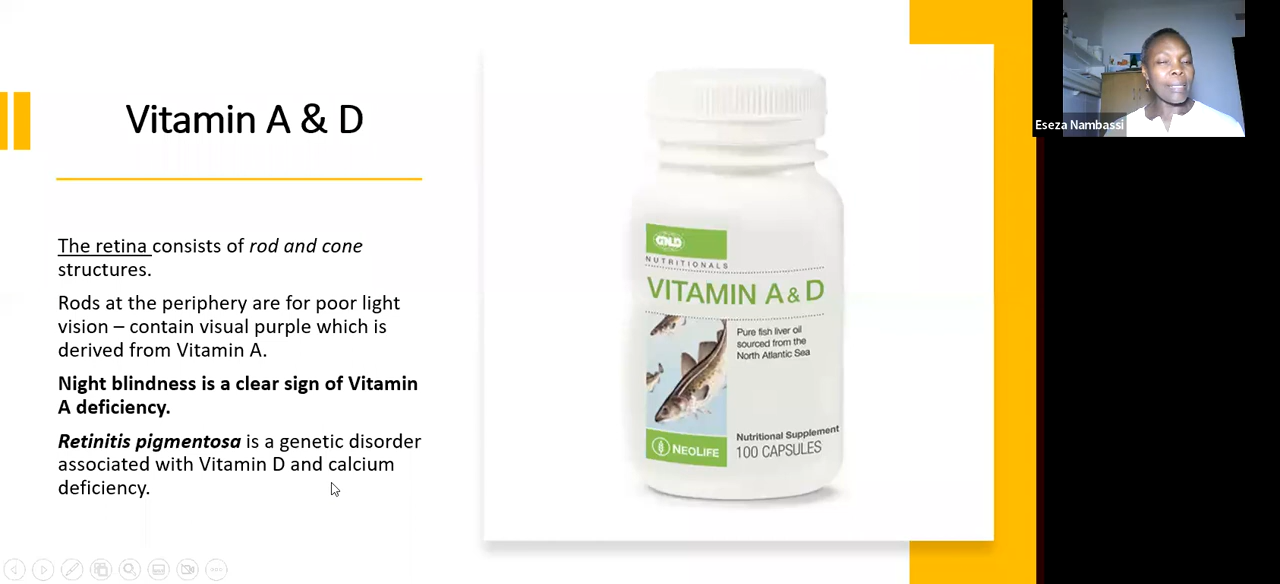 Vitamin A & D
The retina consists of rod and cone
structures.
Rods at the periphery are for poor light
vision – contain visual purple which is
derived from Vitamin A.
Night blindness is a clear sign of Vitamin
A deficiency.
Retinitis pigmentosa is a genetic disorder
associated with Vitamin D and calcium
deficiency.
GNLD
NUTRITIONALS
VITAMIN A & D
Pure fish liver oil
sourced from the
North Atlantic Sea
Nutritional Supplement
100 CAPSULES
NEOLIFE
Eseza Nambassi